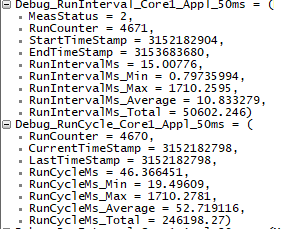 Debug_RunInterval_Core1_Appl_50ms = (
MeasStatus = 2,
RunCounter = 4671,
StartTimeStamp = 3152182904,
EndTimeStamp = 3153683680,
RunIntervalMs = 15.00776,
RunIntervalMs_Min = 0.79735994,
RunIntervalMs_Max = 1710.2595,
RunIntervalMs_Average = 10.833279,
RunIntervalMs_Total = 50602.246)
Debug_RunCycle_Core1_Appl_50ms = (
RunCounter = 4670,
CurrentTimeStamp = 3152182798,
LastTimeStamp = 3152182798,
RunCycleMs = 46.366451,
RunCycleMs_Min = 19.49609,
RunCycleMs_Max = 1710.2781,
RunCycleMs_Average = 52.719116,
RunCycleMs_Total = 246198.27)